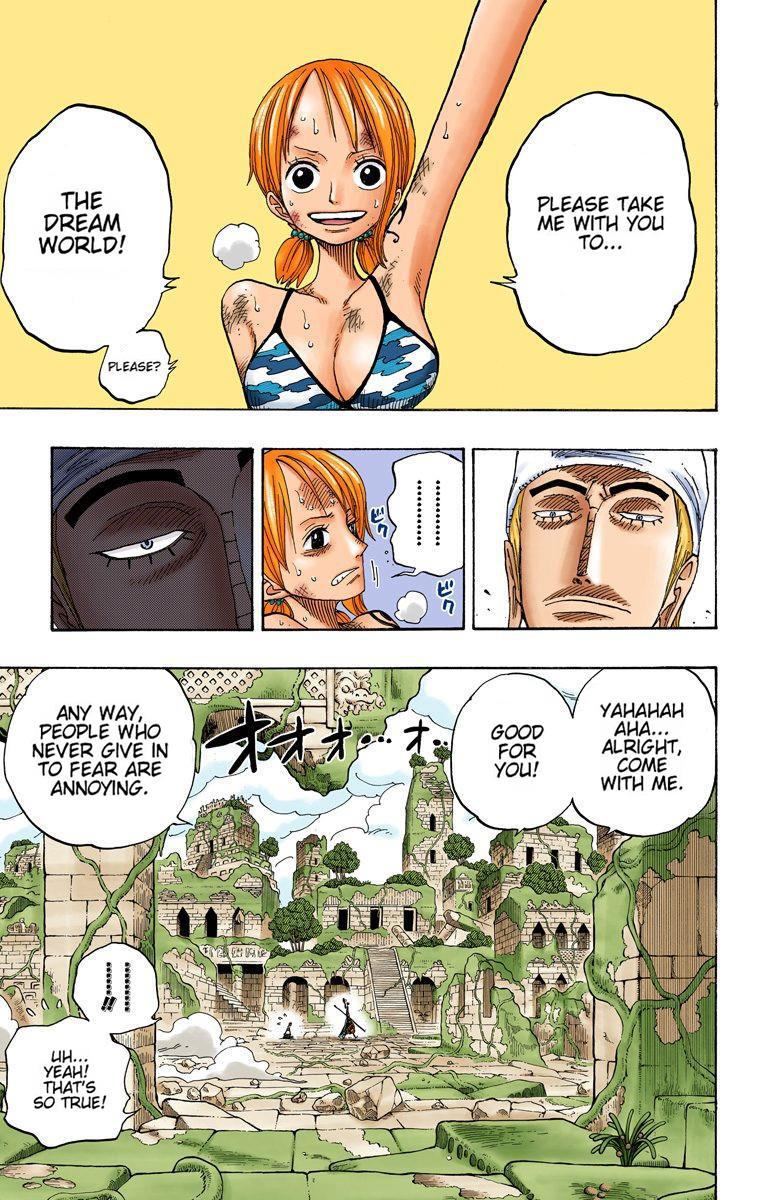 PLEASE TAKE
ME WITH YOU
TO...
THE
DREAM
WORLD!
PLEASE?
............
ビクビク
YAHAHAH
AHA...
ALRIGHT,
COME
WITH ME.
GOOD
FOR
YOU!
オオオ...オ...
ANY WAY,
PEOPLE WHO
NEVER GIVE IN
TO FEAR ARE
ANNOYING.
UH...
YEAH!
THAT'S
SO TRUE!